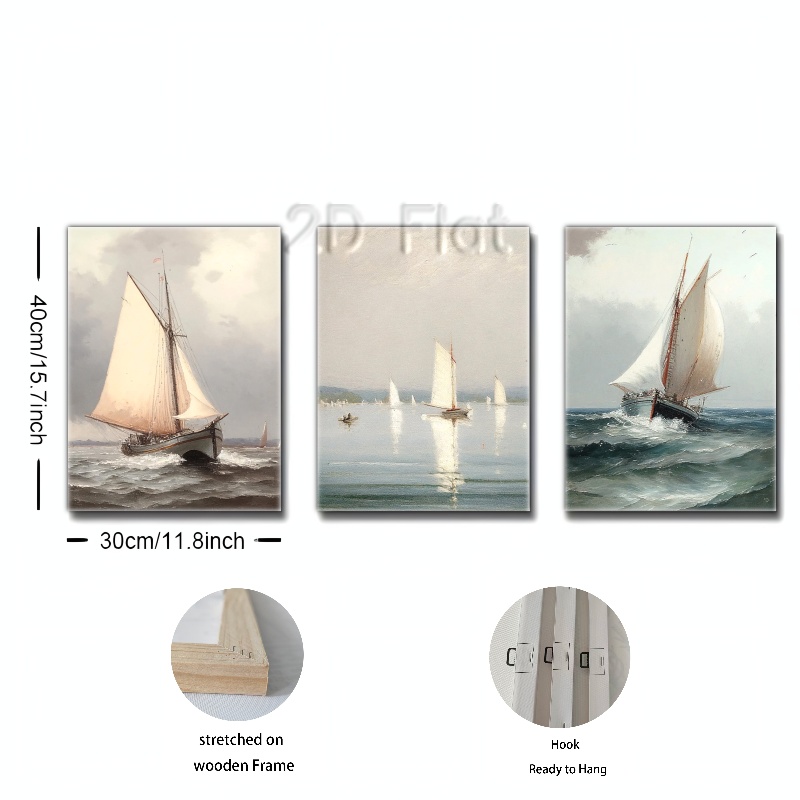 2D Flat
40cm/15.7inch
30cm/11.8inch
stretched on
wooden Frame
Hook
Ready to Hang